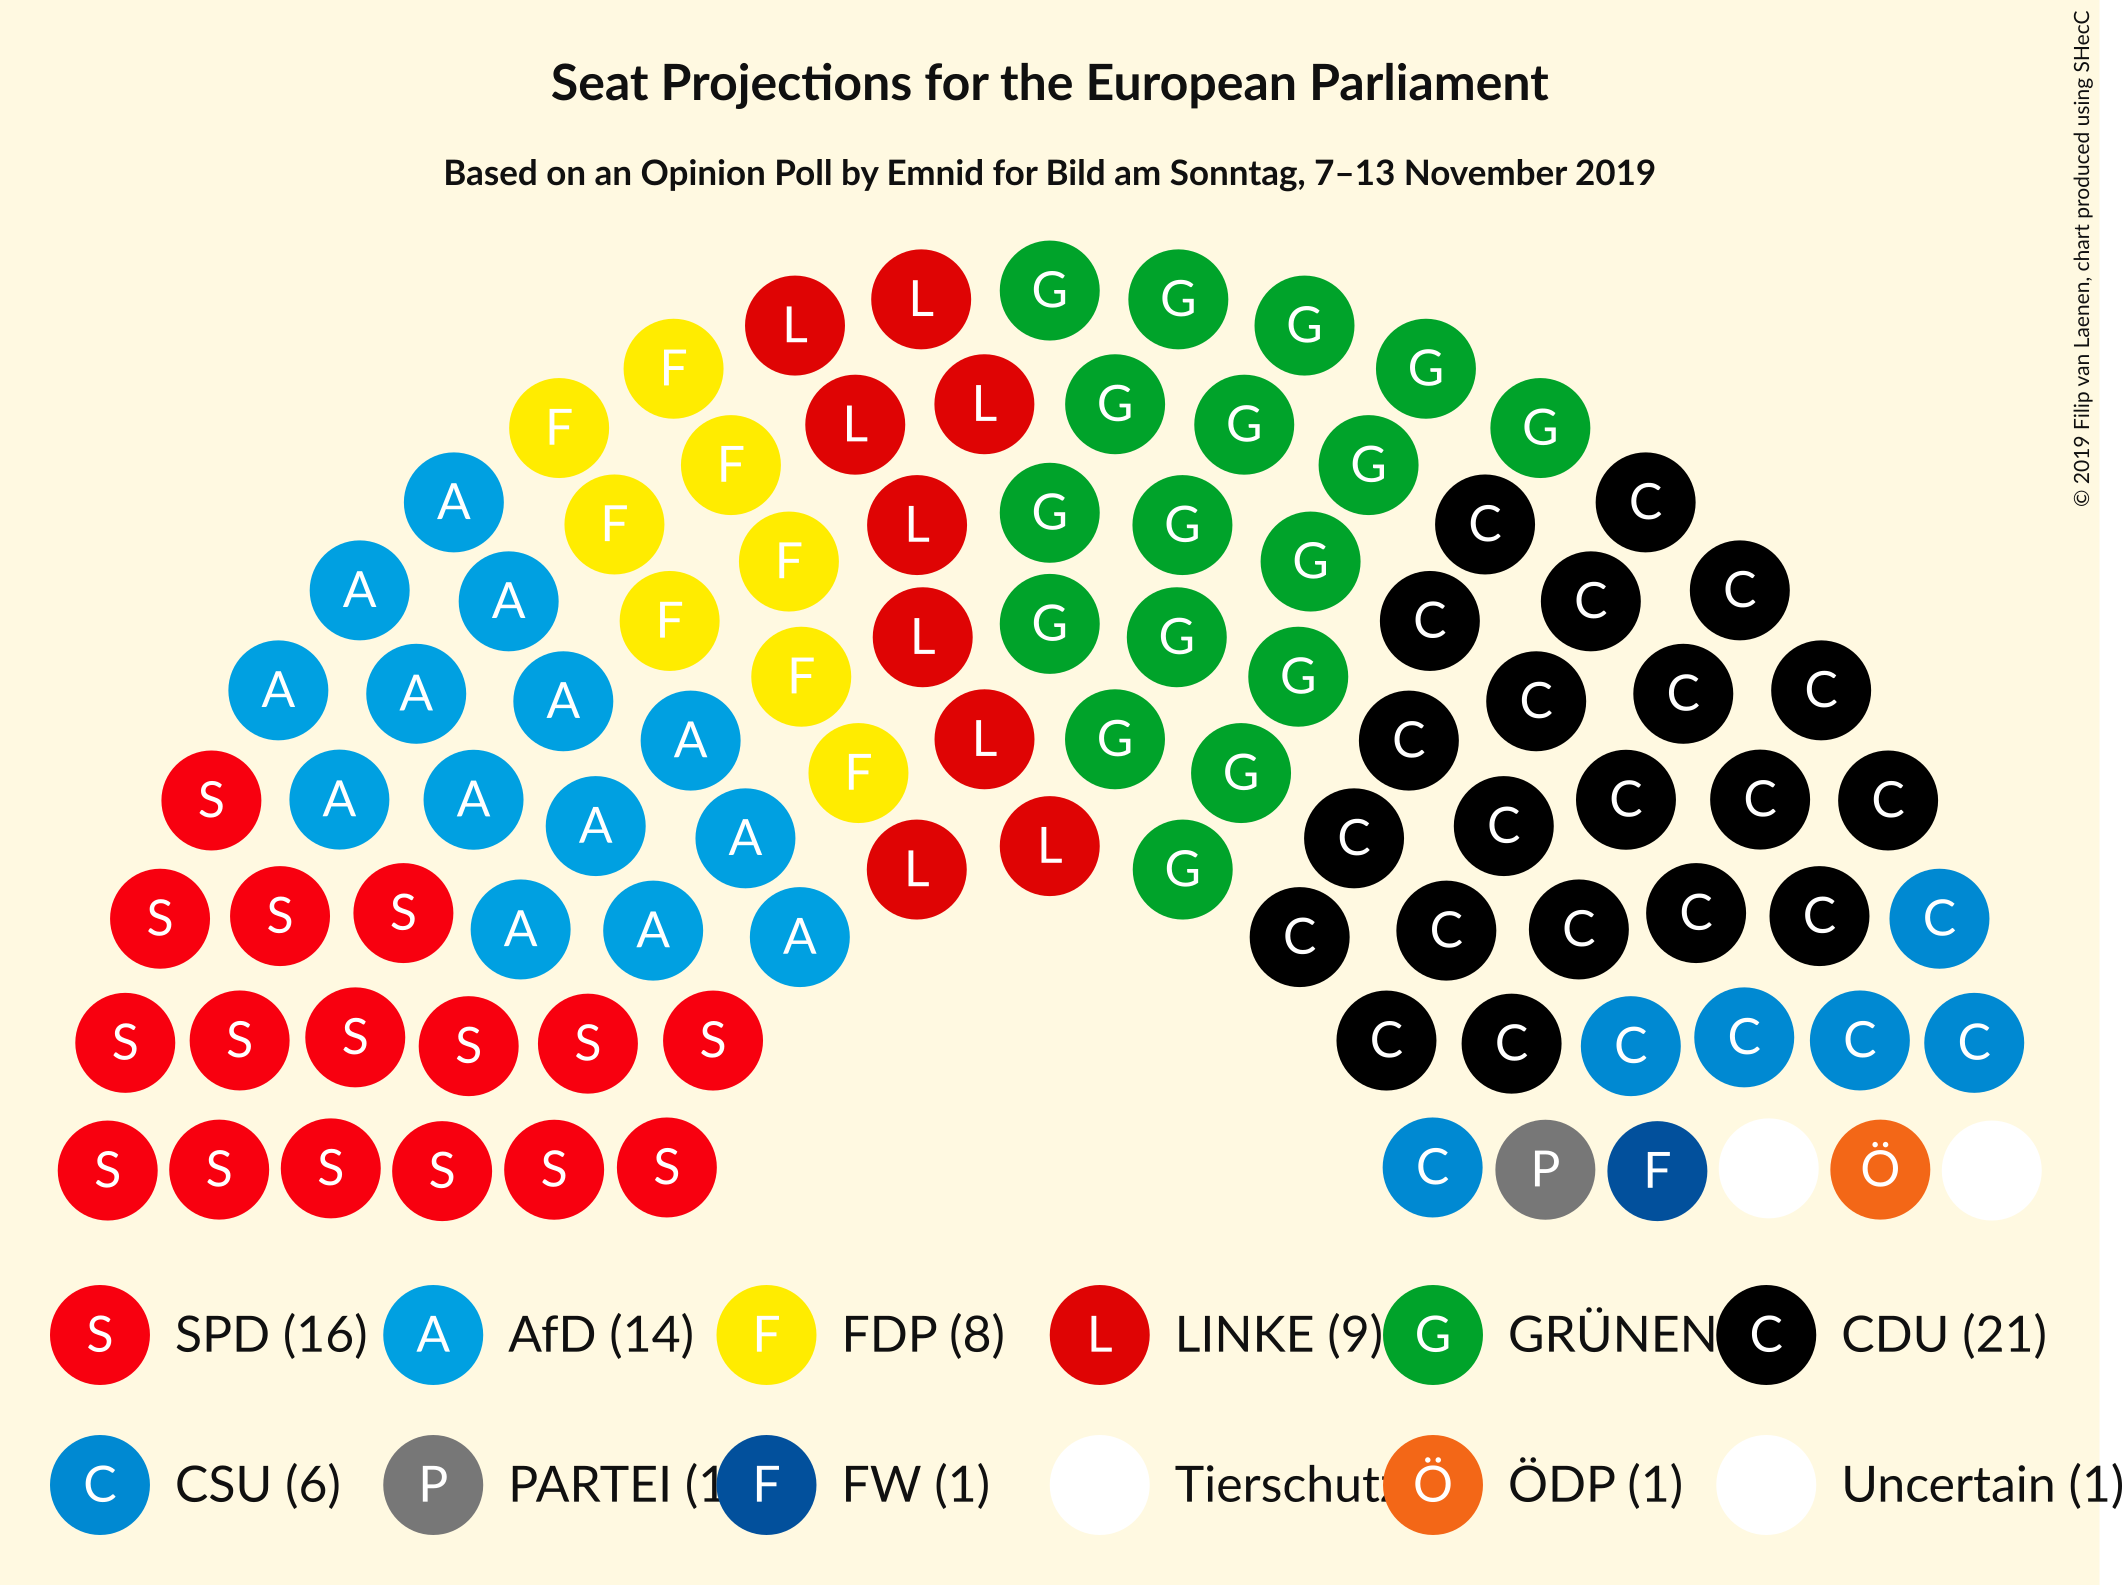 Seat Projections for the European Parliament
Based on an Opinion Poll by Emnid for Bild am Sonntag, 7–13 November 2019
© 2019 Filip van Laenen, chart produced using SHecC
G
L G
L G
F G
L G
L G
F G
F G
A C
F C
L G
G G
F G
A C
A C
F C
L G
G
F G
A C
A C
A C
A C
L G
F G
S C
A C
A C
A C
A C
L
L G
S C
S C
S C
A C
A C
A C
S S S S S S C C C C C C
S S S S S S C P F Ö
S SPD (16) A AfD (14) F FDP (8) L LINKE (9) G GRÜNEN C CDU (21)
C CSU (6) P PARTEI (1 F FW (1) Tierschutz Ö ÖDP (1) Uncertain (1)